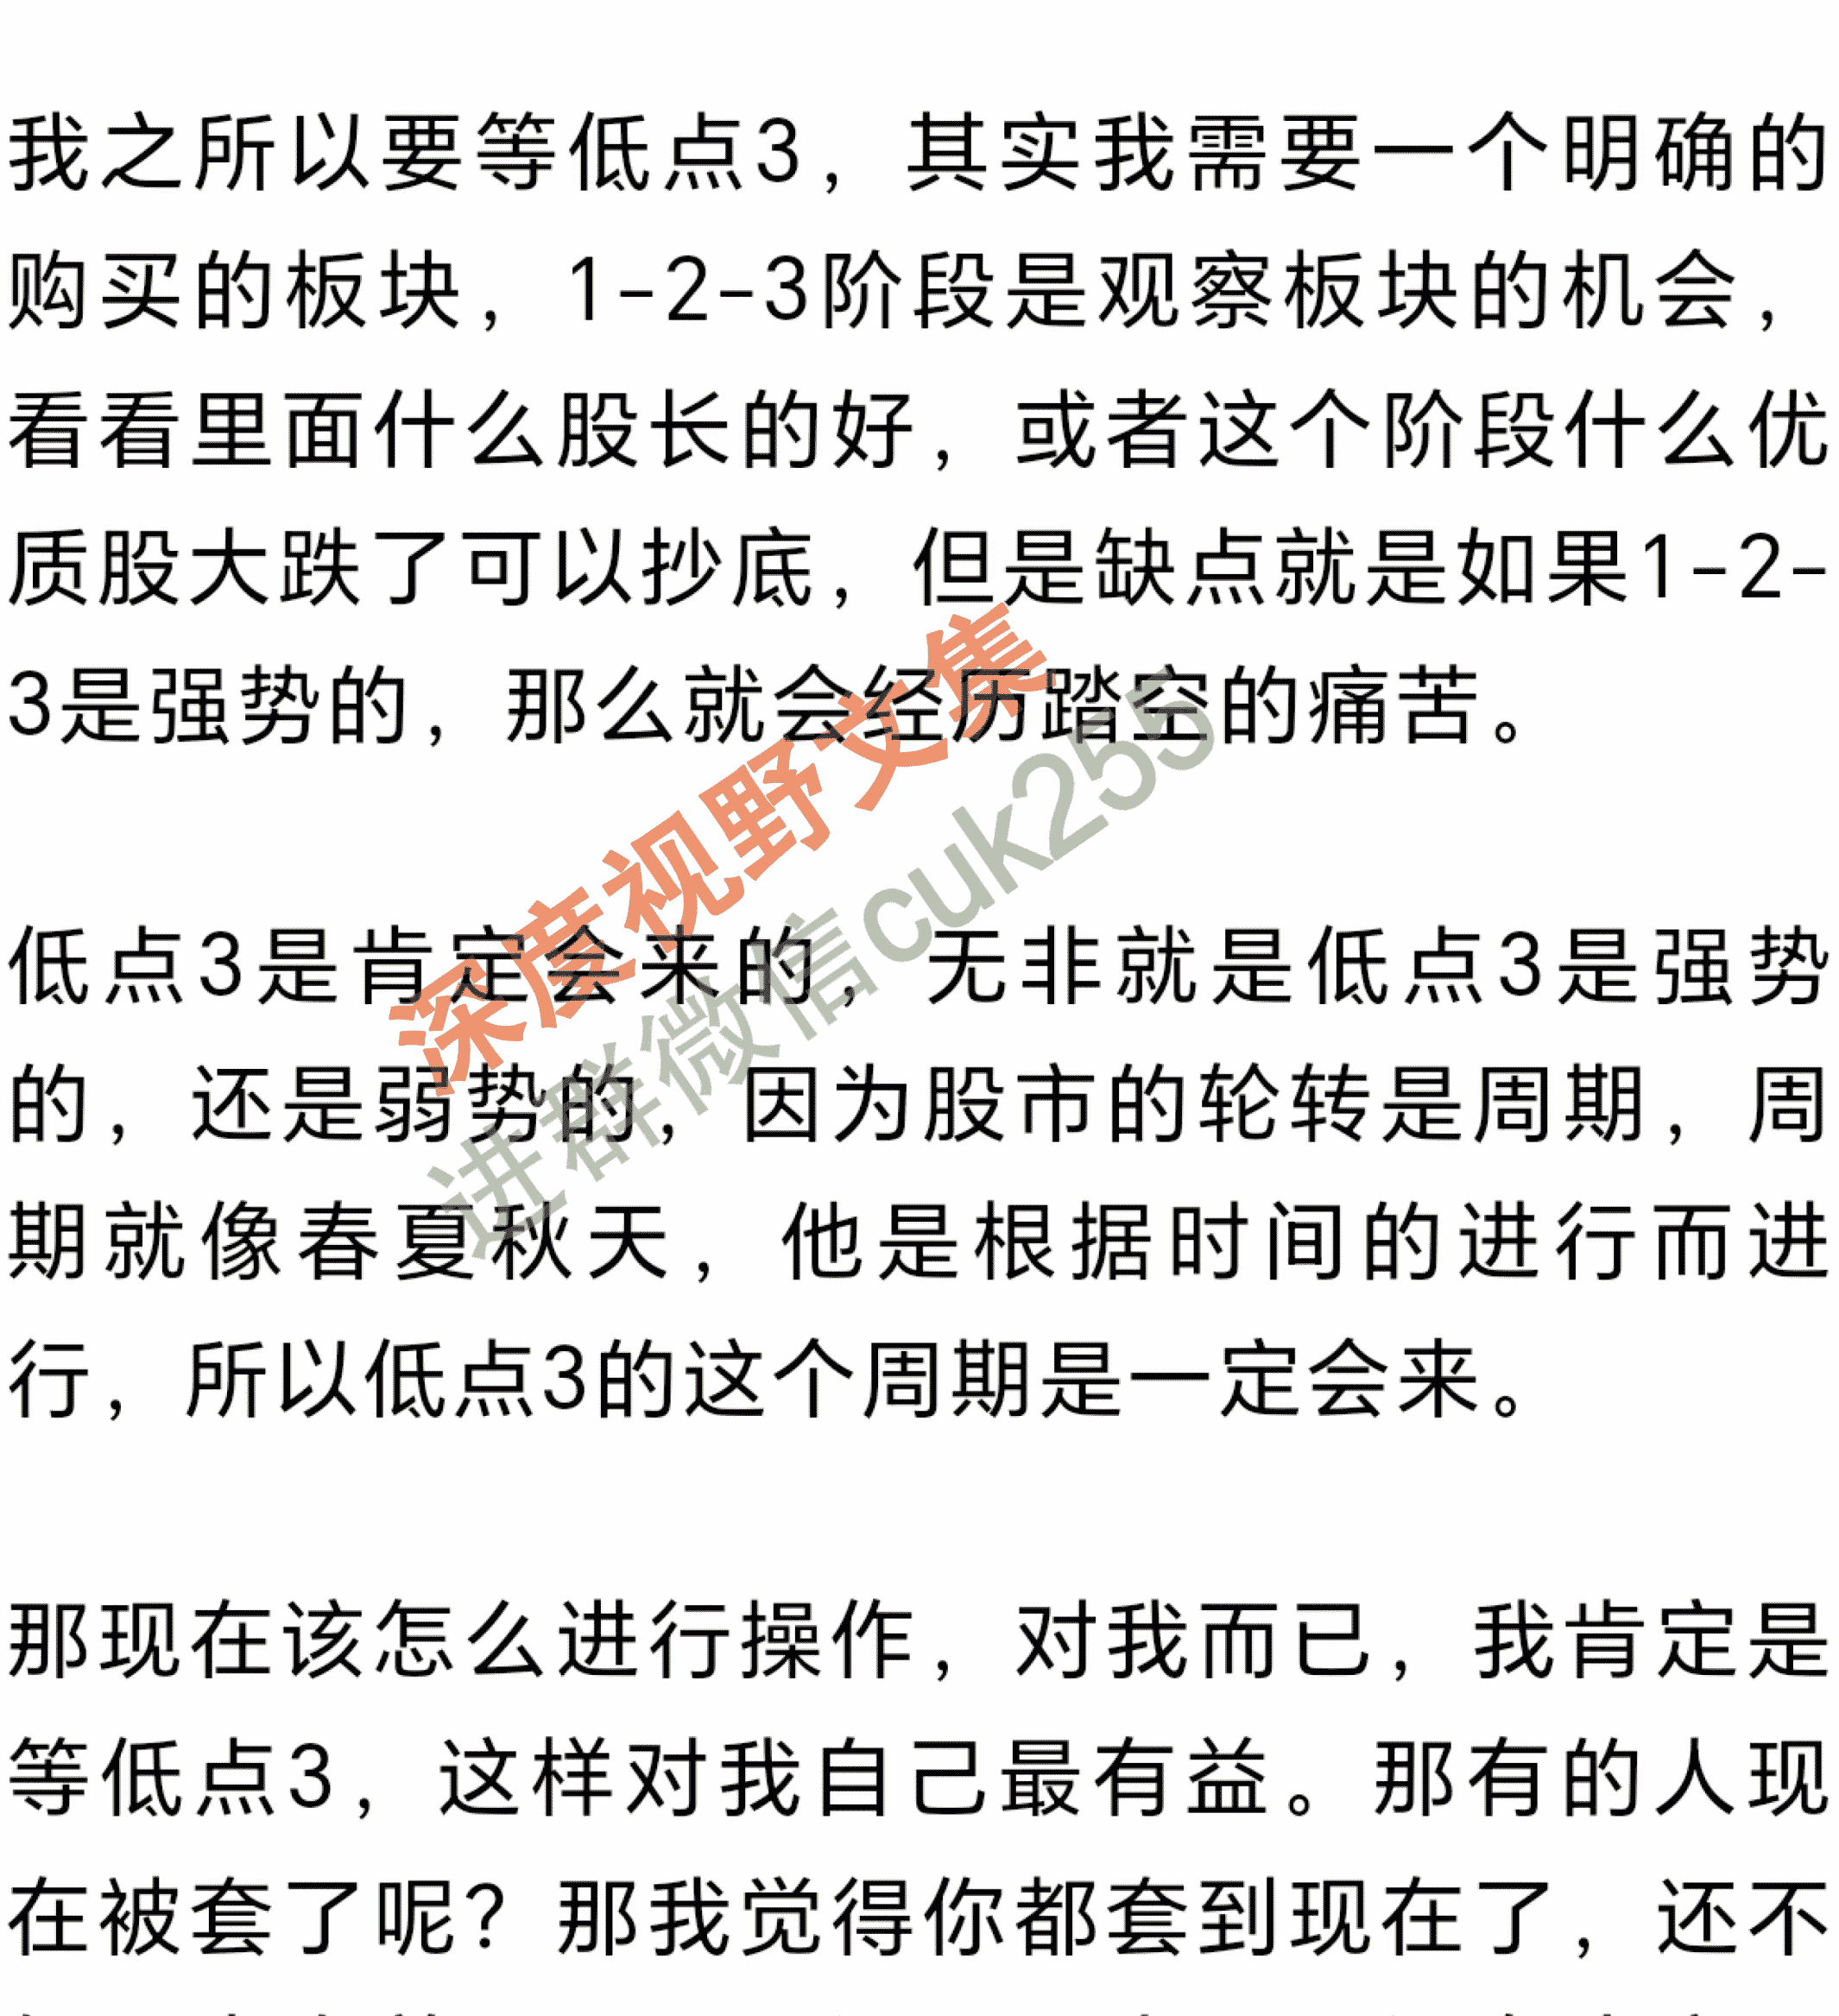 我之所以要等低点3，其实我需要一个明确的
购买的板块，1-2-3阶段是观察板块的机会，
看看里面什么股长的好，或者这个阶段什么优
质股大跌了可以抄底，但是缺点就是如果1-2-
3是强势的，那么就会经历踏空的痛苦。
低点3是肯定会来的，无非就是低点3是强势
的，还是弱势的，因为股市的轮转是周期，周
期就像春夏秋天，他是根据时间的进行而进
行，所以低点3的这个周期是一定会来。
那现在该怎么进行操作，对我而已，我肯定是
等低点3，这样对我自己最有益。那有的人现
在被套了呢？那我觉得你都套到现在了，还不
深度视野文集
进群微信cuk255